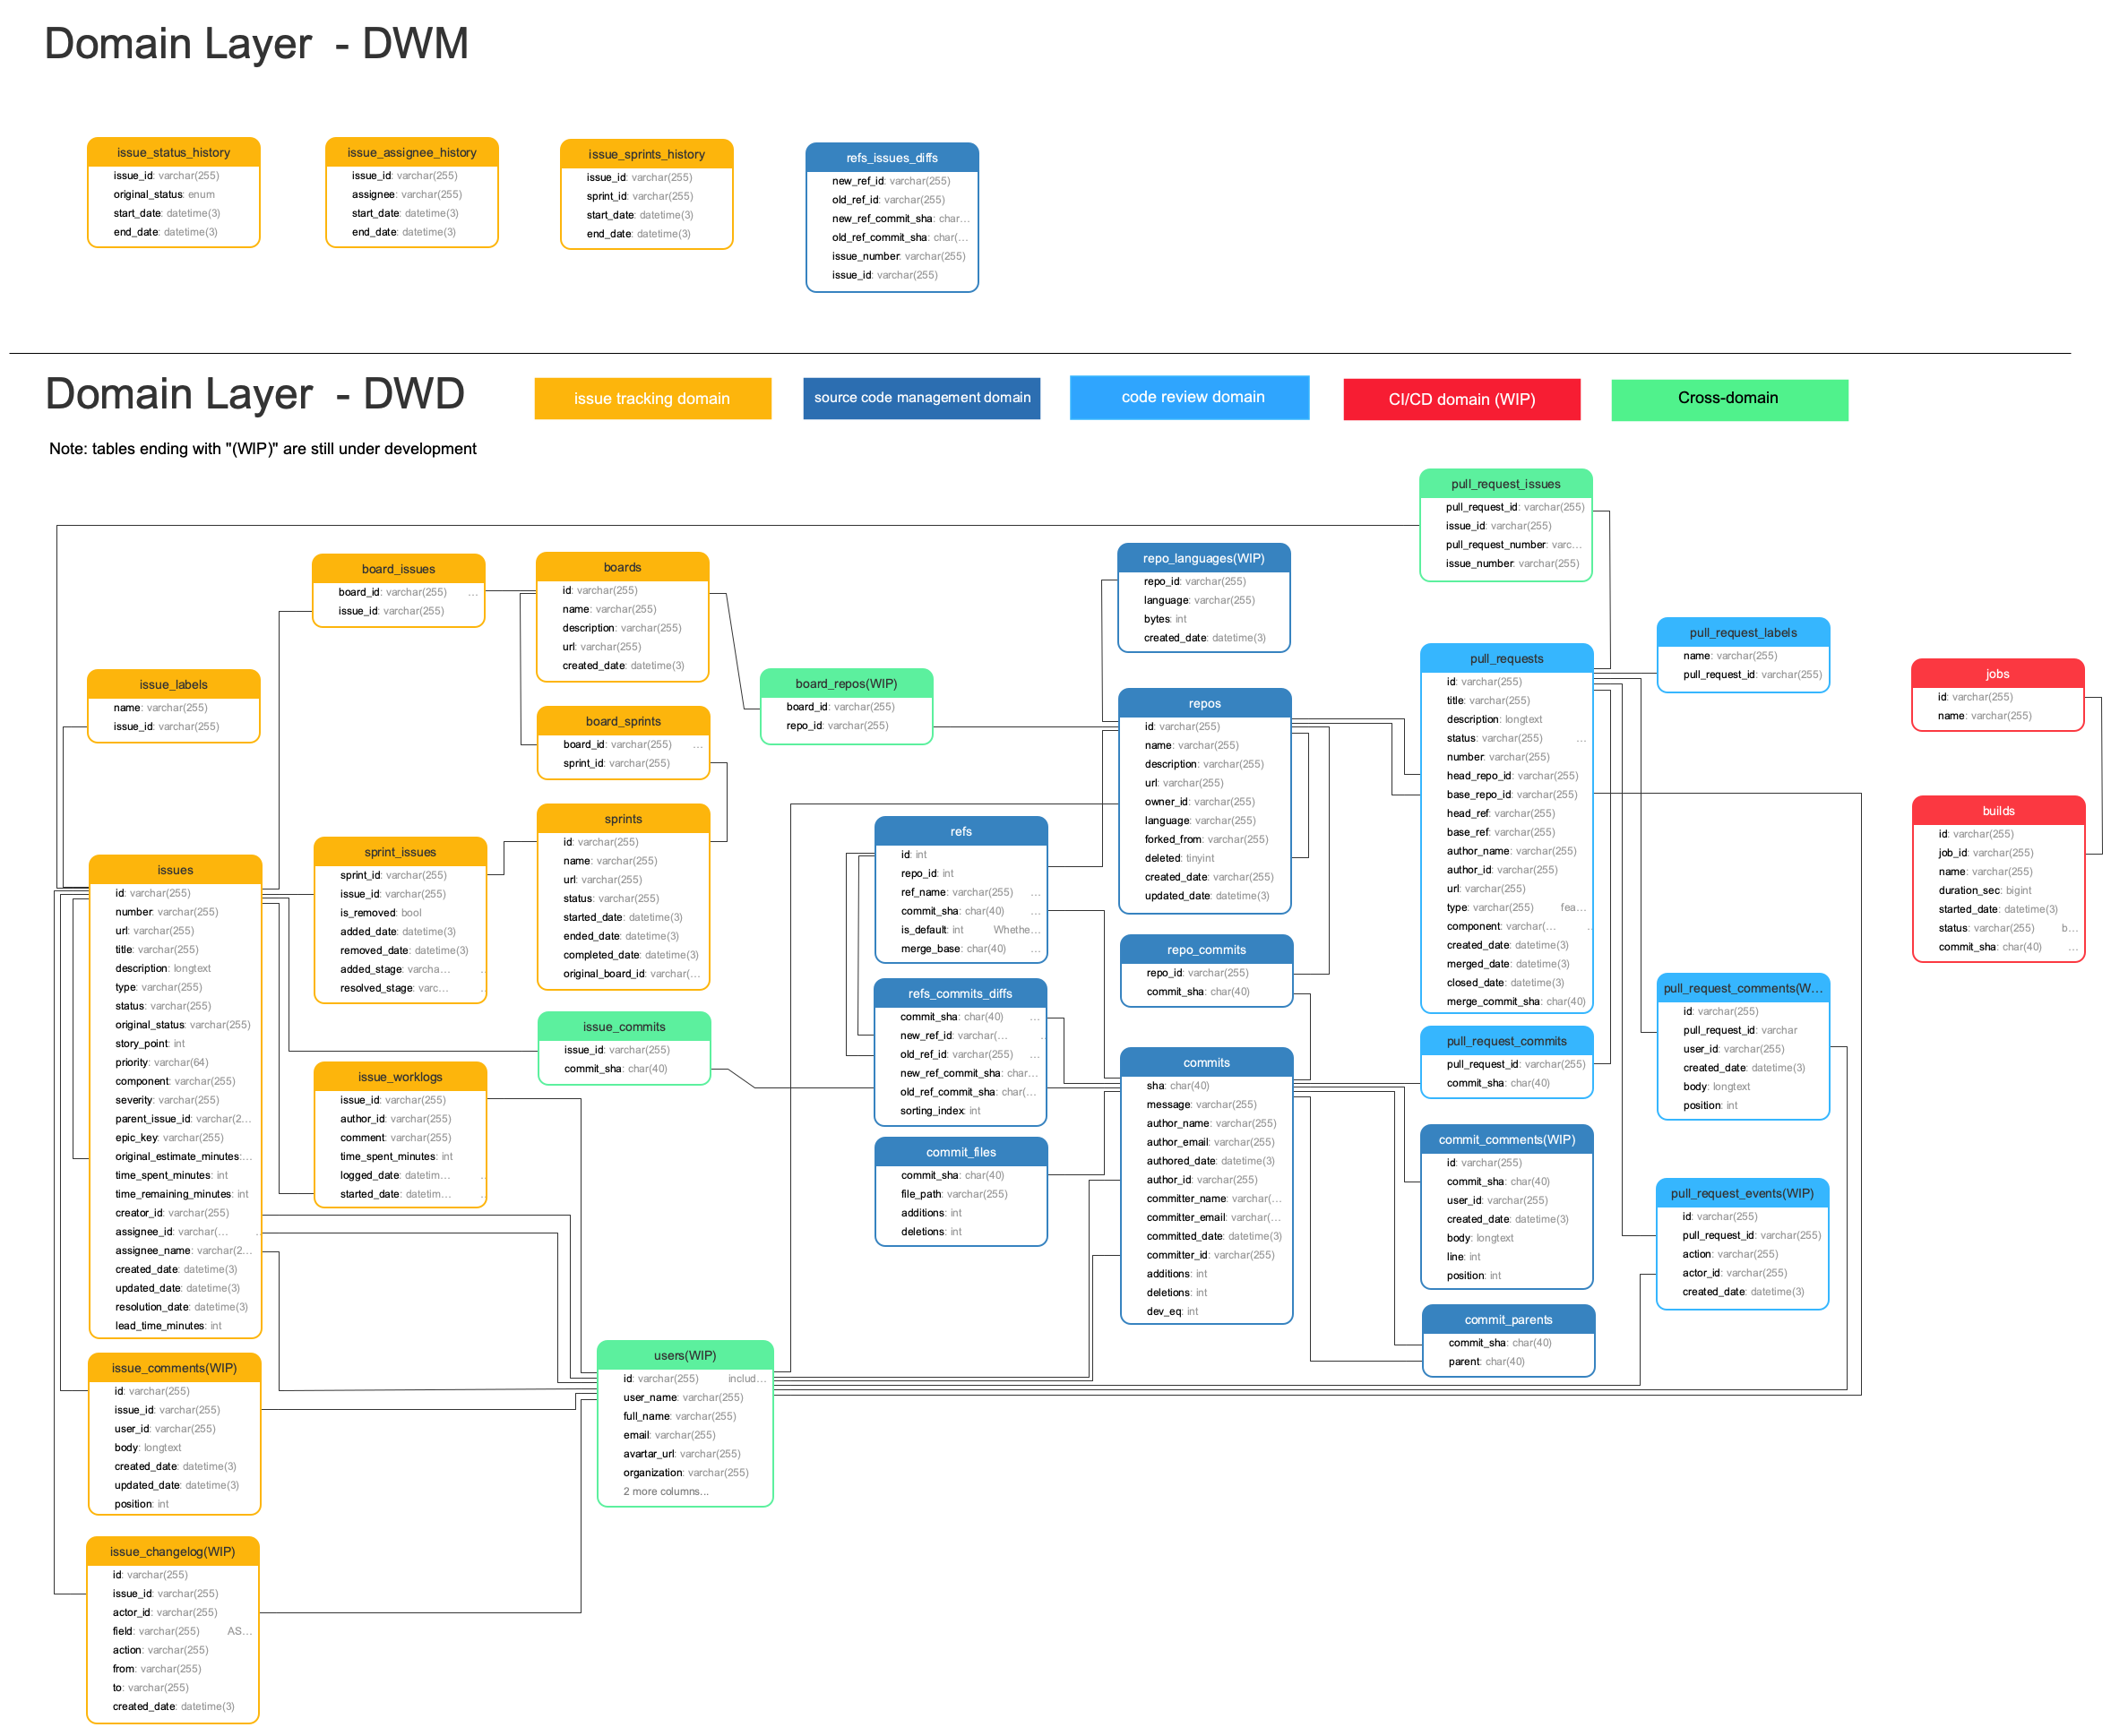 Domain Layer - DWM
issue_status_history
issue_id: varchar(255)
original_status: enum
start_date: datetime(3)
end_date: datetime(3)
issue_assignee_history
issue_id: varchar(255)
assignee: varchar(255)
start_date: datetime(3)
end_date: datetime(3)
issue_sprints_history
issue_id: varchar(255)
sprint_id: varchar(255)
start_date: datetime(3)
end_date: datetime(3)
refs_issues_diffs
new_ref_id: varchar(255)
old_ref_id: varchar(255)
new_ref_commit_sha: char...
old_ref_commit_sha: char(...
issue_number: varchar(255)
issue_id: varchar(255)
Domain Layer - DWD
issue tracking domain
source code management domain
code review domain
CI/CD domain (WIP)
Cross-domain
Note: tables ending with "(WIP)" are still under development
pull_request_issues
pull_request_id: varchar(255)
issue_id: varchar(255)
pull_request_number: varc...
issue_number: varchar(255)
board_issues
board_id: varchar(255) ...
issue_id: varchar(255)
boards
id: varchar(255)
name: varchar(255)
description: varchar(255)
url: varchar(255)
created_date: datetime(3)
repo_languages(WIP)
repo_id: varchar(255)
language: varchar(255)
bytes: int
created_date: datetime(3)
pull_request_labels
name: varchar(255)
pull_request_id: varchar(255)
issue_labels
name: varchar(255)
issue_id: varchar(255)
board_repos(WIP)
board_id: varchar(255)
repo_id: varchar(255)
board_sprints
board_id: varchar(255) ...
sprint_id: varchar(255)
repos
id: varchar(255)
name: varchar(255)
description: varchar(255)
url: varchar(255)
owner_id: varchar(255)
language: varchar(255)
forked_from: varchar(255)
deleted: tinyint
created_date: varchar(255)
updated_date: datetime(3)
pull_requests
id: varchar(255)
title: varchar(255)
description: longtext
status: varchar(255) ...
number: varchar(255)
head_repo_id: varchar(255)
base_repo_id: varchar(255)
head_ref: varchar(255)
base_ref: varchar(255)
author_name: varchar(255)
author_id: varchar(255)
url: varchar(255)
type: varchar(255) fea...
component: varchar(... ..
created_date: datetime(3)
merged_date: datetime(3)
closed_date: datetime(3)
merge_commit_sha: char(40)
jobs
id: varchar(255)
name: varchar(255)
builds
id: varchar(255)
job_id: varchar(255)
name: varchar(255)
duration_sec: bigint
started_date: datetime(3)
status: varchar(255) b...
commit_sha: char(40) ...
sprints
id: varchar(255)
name: varchar(255)
url: varchar(255)
status: varchar(255)
started_date: datetime(3)
ended_date: datetime(3)
completed_date: datetime(3)
original_board_id: varchar(...
refs
id: int
repo_id: int
ref_name: varchar(255) ...
commit_sha: char(40) ...
is_default: int Whethe...
merge_base: char(40) ...
sprint_issues
sprint_id: varchar(255)
issue_id: varchar(255)
is_removed: bool
added_date: datetime(3)
removed_date: datetime(3)
added_stage: varcha... ..
resolved_stage: varc... ..
issues
id: varchar(255)
number: varchar(255)
url: varchar(255)
title: varchar(255)
description: longtext
type: varchar(255)
status: varchar(255)
original_status: varchar(255)
story_point: int
priority: varchar(64)
component: varchar(255)
severity: varchar(255)
parent_issue_id: varchar(2...
epic_key: varchar(255)
original_estimate_minutes:...
time_spent_minutes: int
time_remaining_minutes: int
creator_id: varchar(255)
assignee_id: varchar(... ..
assignee_name: varchar(2...
created_date: datetime(3)
updated_date: datetime(3)
resolution_date: datetime(3)
lead_time_minutes: int
repo_commits
repo_id: varchar(255)
commit_sha: char(40)
refs_commits_diffs
commit_sha: char(40) ...
new_ref_id: varchar(... ..
old_ref_id: varchar(255) ...
new_ref_commit_sha: char...
old_ref_commit_sha: char(...
sorting_index: int
pull_request_comments(W...
id: varchar(255)
pull_request_id: varchar
user_id: varchar(255)
created_date: datetime(3)
body: longtext
position: int
issue_commits
issue_id: varchar(255)
commit_sha: char(40)
pull_request_commits
pull_request_id: varchar(255)
commit_sha: char(40)
commits
sha: char(40)
message: varchar(255)
author_name: varchar(255)
author_email: varchar(255)
authored_date: datetime(3)
author_id: varchar(255)
committer_name: varchar(...
committer_email: varchar(...
committed_date: datetime(3)
committer_id: varchar(255)
additions: int
deletions: int
dev_eq: int
issue_worklogs
issue_id: varchar(255)
author_id: varchar(255)
comment: varchar(255)
time_spent_minutes: int
logged_date: datetim... ..
started_date: datetim... ..
commit_files
commit_sha: char(40)
file_path: varchar(255)
additions: int
deletions: int
commit_comments(WIP)
id: varchar(255)
commit_sha: char(40)
user_id: varchar(255)
created_date: datetime(3)
body: longtext
line: int
position: int
pull_request_events(WIP)
id: varchar(255)
pull_request_id: varchar(255)
action: varchar(255)
actor_id: varchar(255)
created_date: datetime(3)
commit_parents
commit_sha: char(40)
parent: char(40)
users(WIP)
id: varchar(255) includ...
user_name: varchar(255)
full_name: varchar(255)
email: varchar(255)
avartar_url: varchar(255)
organization: varchar(255)
2 more columns...
issue_comments(WIP)
id: varchar(255)
issue_id: varchar(255)
user_id: varchar(255)
body: longtext
created_date: datetime(3)
updated_date: datetime(3)
position: int
issue_changelog(WIP)
id: varchar(255)
issue_id: varchar(255)
actor_id: varchar(255)
field: varchar(255) AS...
action: varchar(255)
from: varchar(255)
to: varchar(255)
created_date: datetime(3)